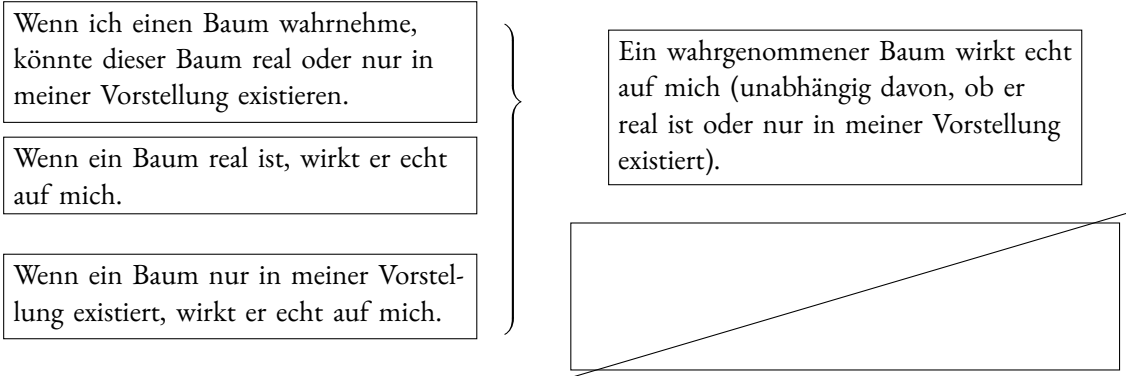 Wenn ich einen Baum wahrnehme,
könnte dieser Baum real oder nur in
meiner Vorstellung existieren.
Wenn ein Baum real ist, wirkt er echt
auf mich.
Wenn ein Baum nur in meiner Vorstel-
lung existiert, wirkt er echt auf mich.
Ein wahrgenommener Baum wirkt echt
auf mich (unabhängig davon, ob er
real ist oder nur in meiner Vorstellung
existiert).